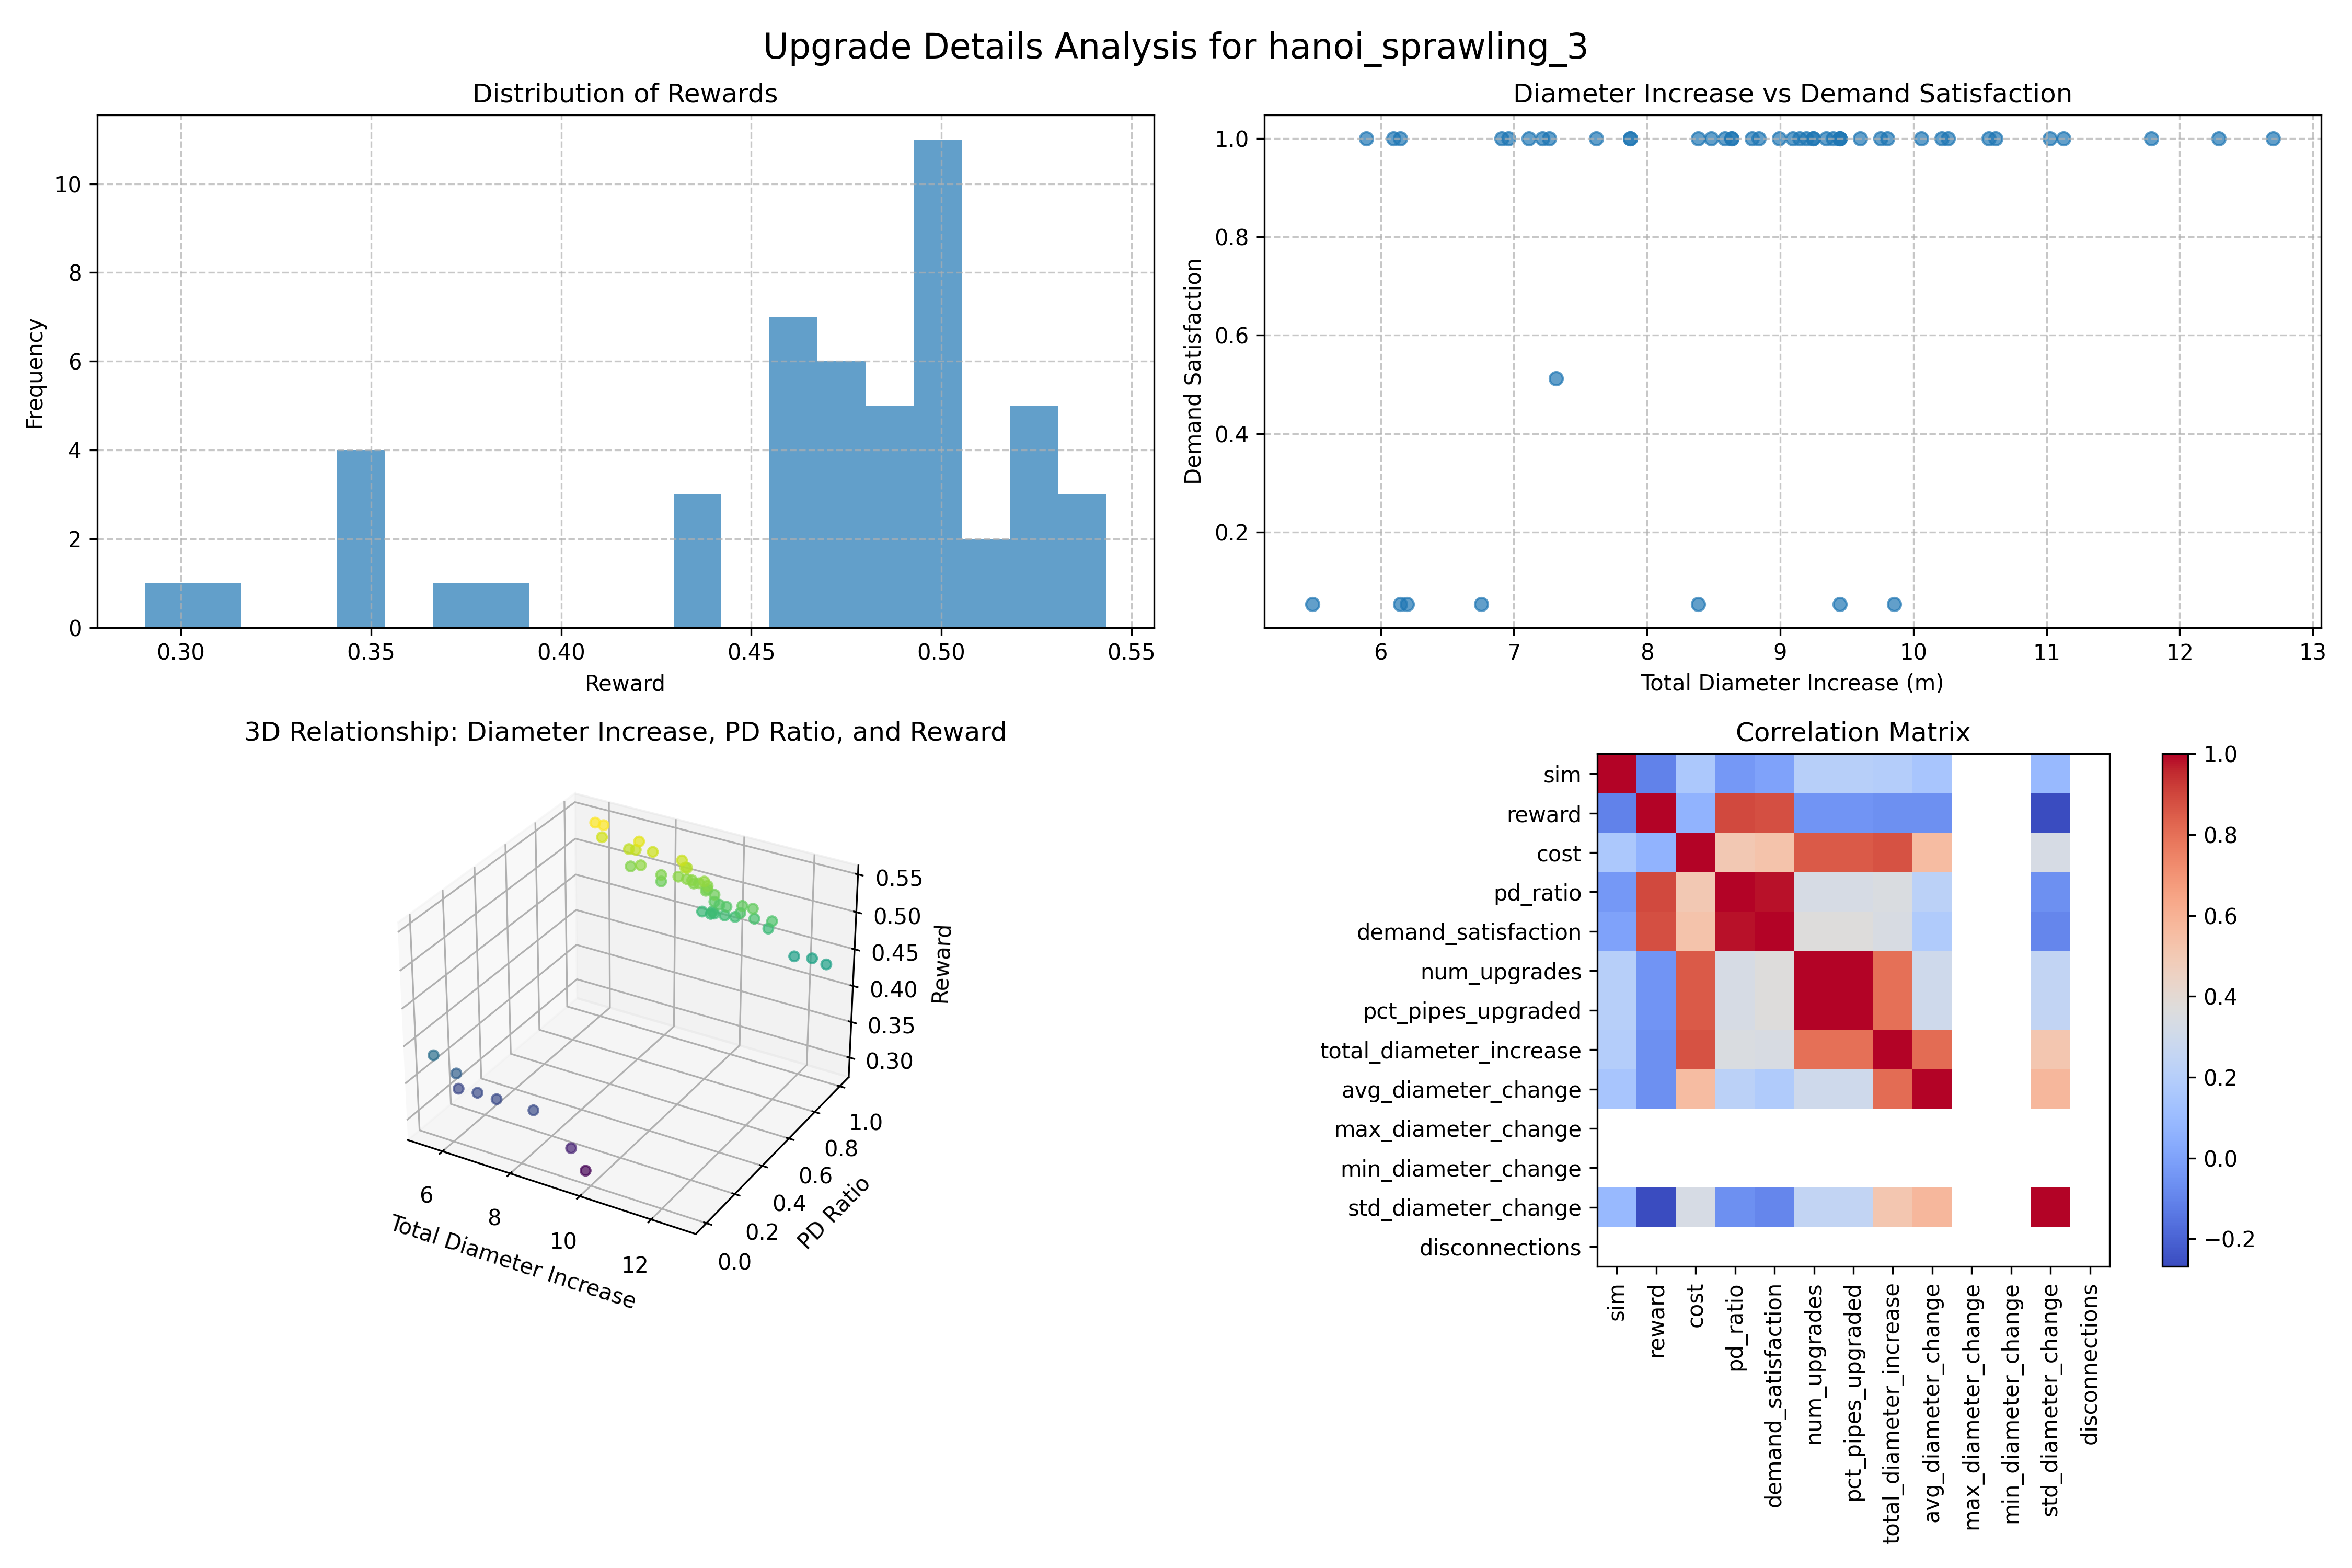 Upgrade Details Analysis for hanoi_sprawling_3
Distribution of Rewards
Frequency
10
8
6
4
2
0
0.30 0.35 0.40 0.45 0.50 0.55
Reward
Diameter Increase vs Demand Satisfaction
Demand Satisfaction
1.0
0.8
0.6
0.4
0.2
6 7 8 9 10 11 12 13
Total Diameter Increase (m)
3D Relationship: Diameter Increase, PD Ratio, and Reward
0.55
0.50
0.45
0.40
0.35
0.30
Reward
1.0
0.8
0.6
0.4
0.2
0.0
PD Ratio
6
8
10
12
Total Diameter Increase
Correlation Matrix
sim
reward
cost
pd_ratio
demand_satisfaction
num_upgrades
pct_pipes_upgraded
total_diameter_increase
avg_diameter_change
max_diameter_change
min_diameter_change
std_diameter_change
disconnections
sim
reward
cost
pd_ratio
demand_satisfaction
num_upgrades
pct_pipes_upgraded
total_diameter_increase
avg_diameter_change
max_diameter_change
min_diameter_change
std_diameter_change
disconnections
1.0
0.8
0.6
0.4
0.2
0.0
−0.2